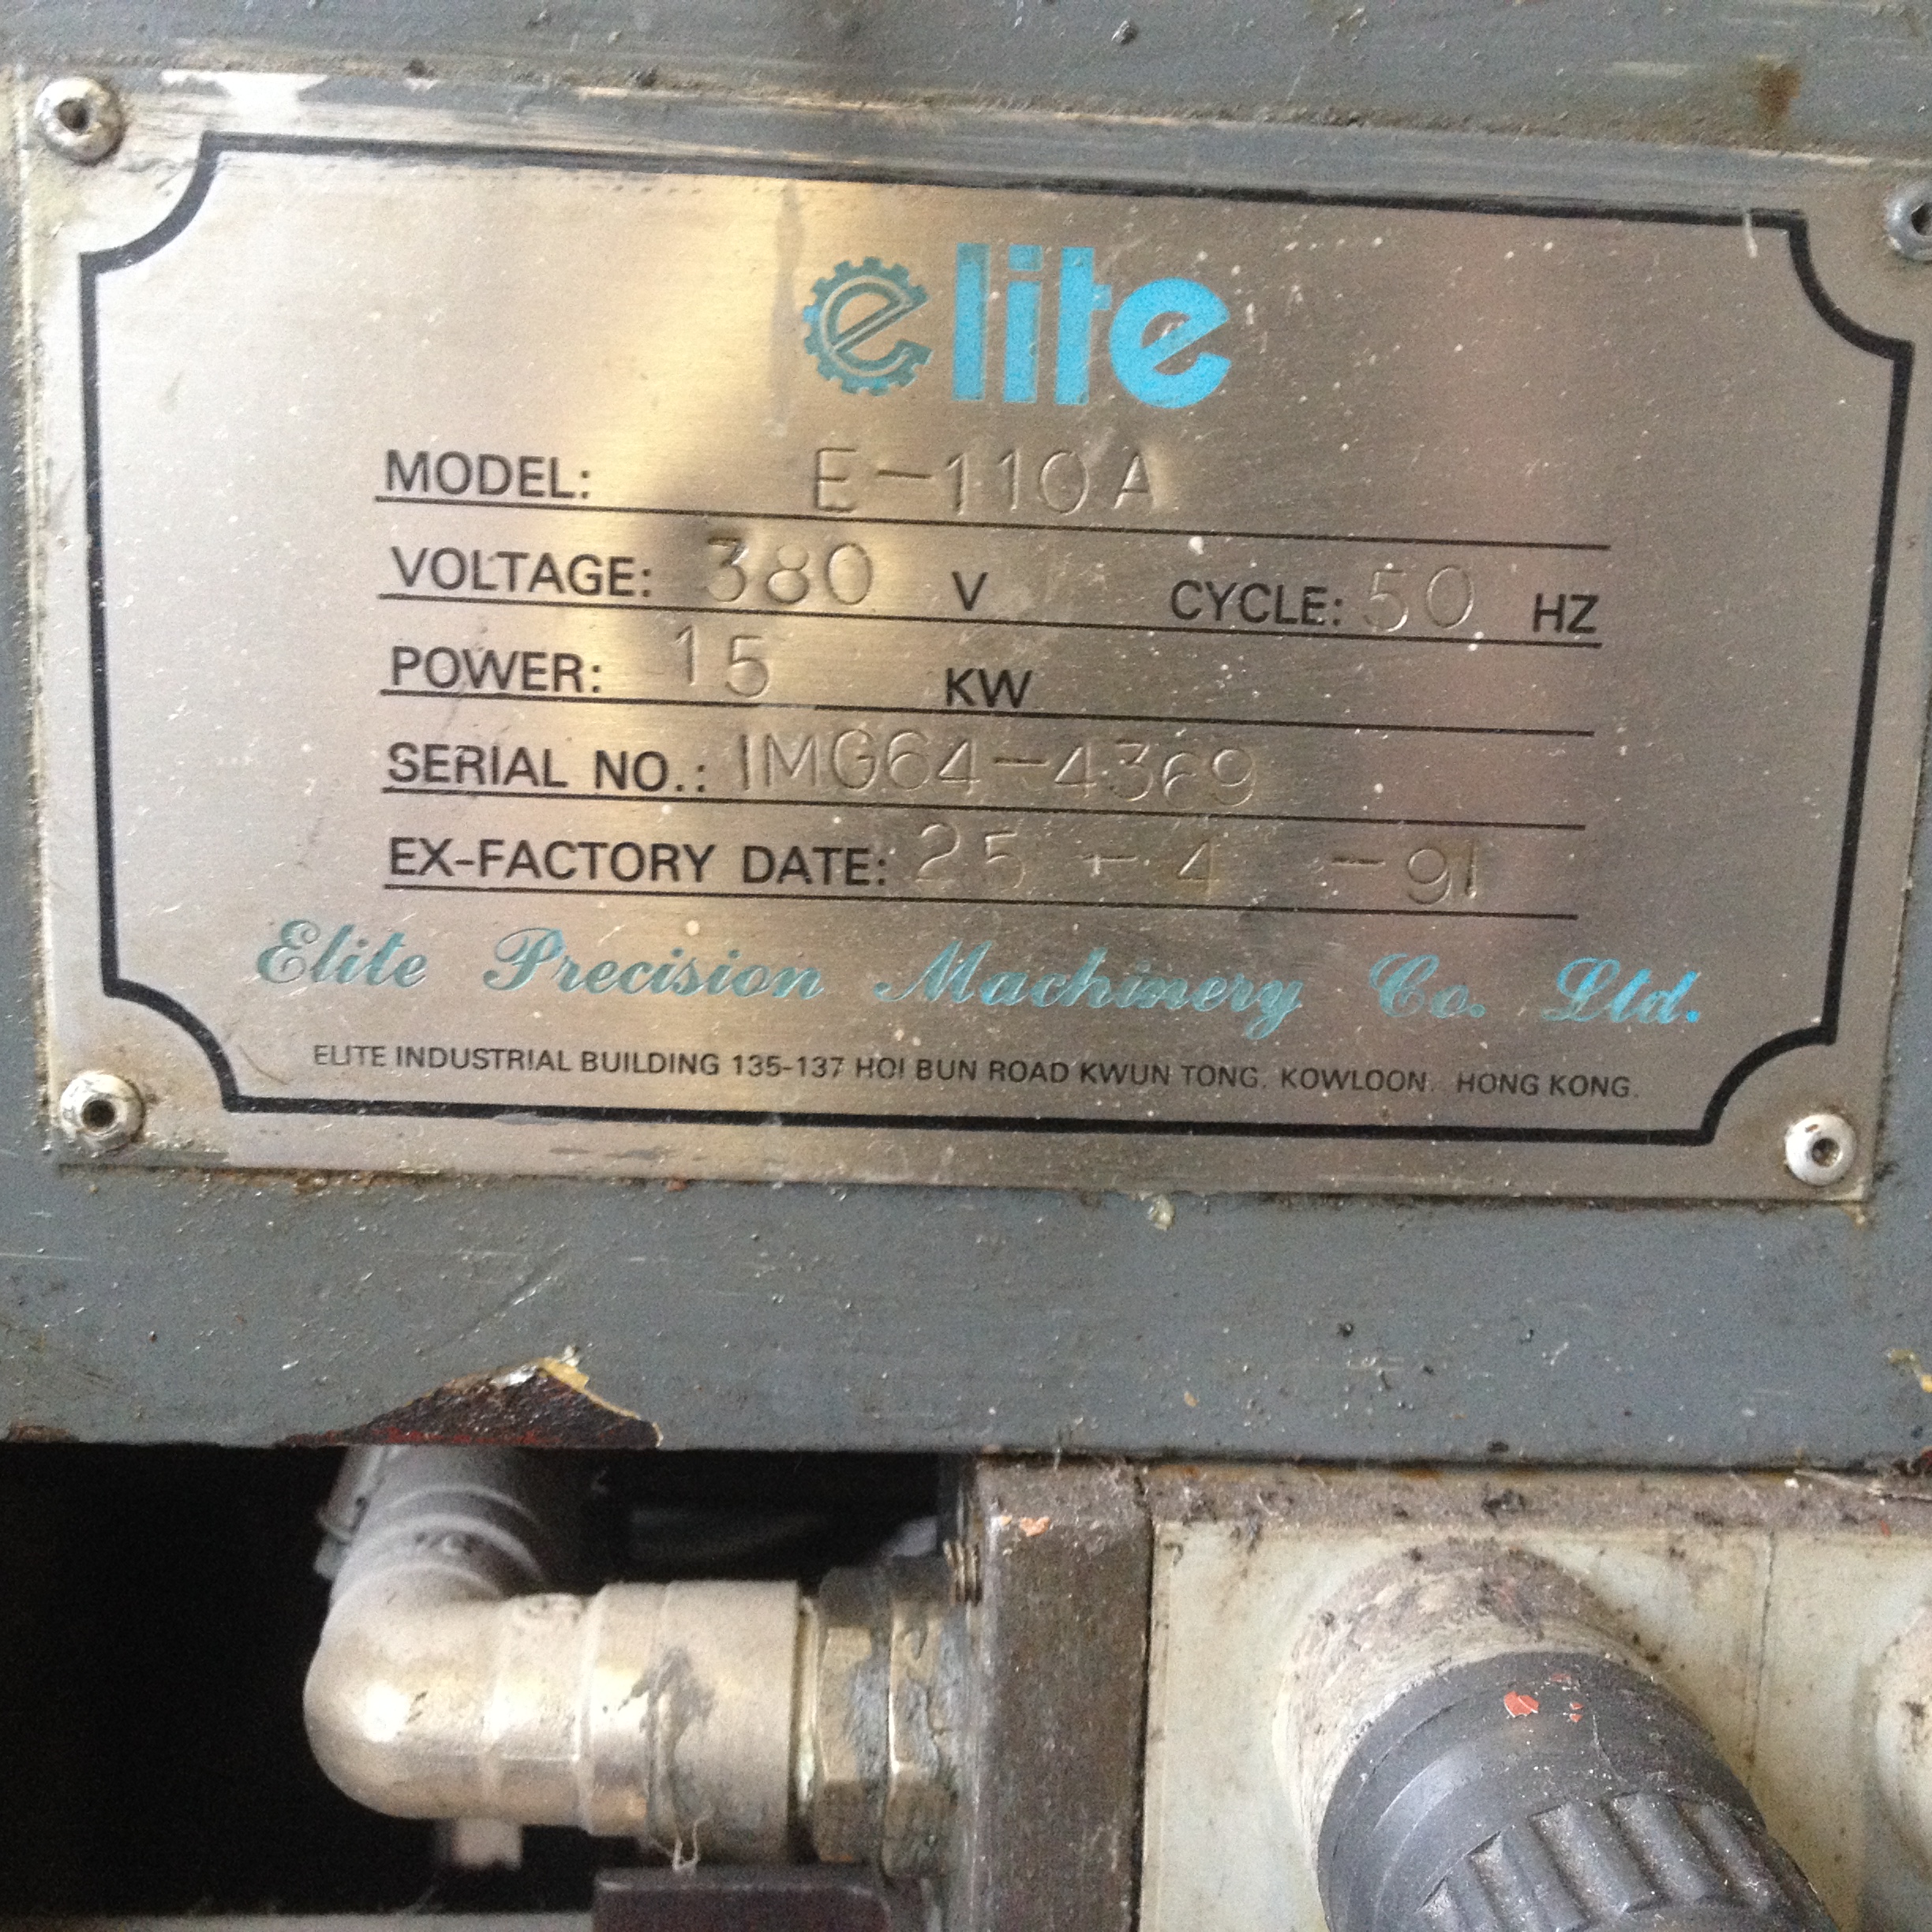 elite
MODEL: E-110A
VOLTAGE: 380 V CYCLE: 50 HZ
POWER: 15 KW
SERIAL NO.: IMG64-4369
EX-FACTORY DATE: 25 - 4 - 91
Elite Precision Machinery Co. Ltd.
ELITE INDUSTRIAL BUILDING 135-137 HOI BUN ROAD KWUN TONG. KOWLOON. HONG KONG.